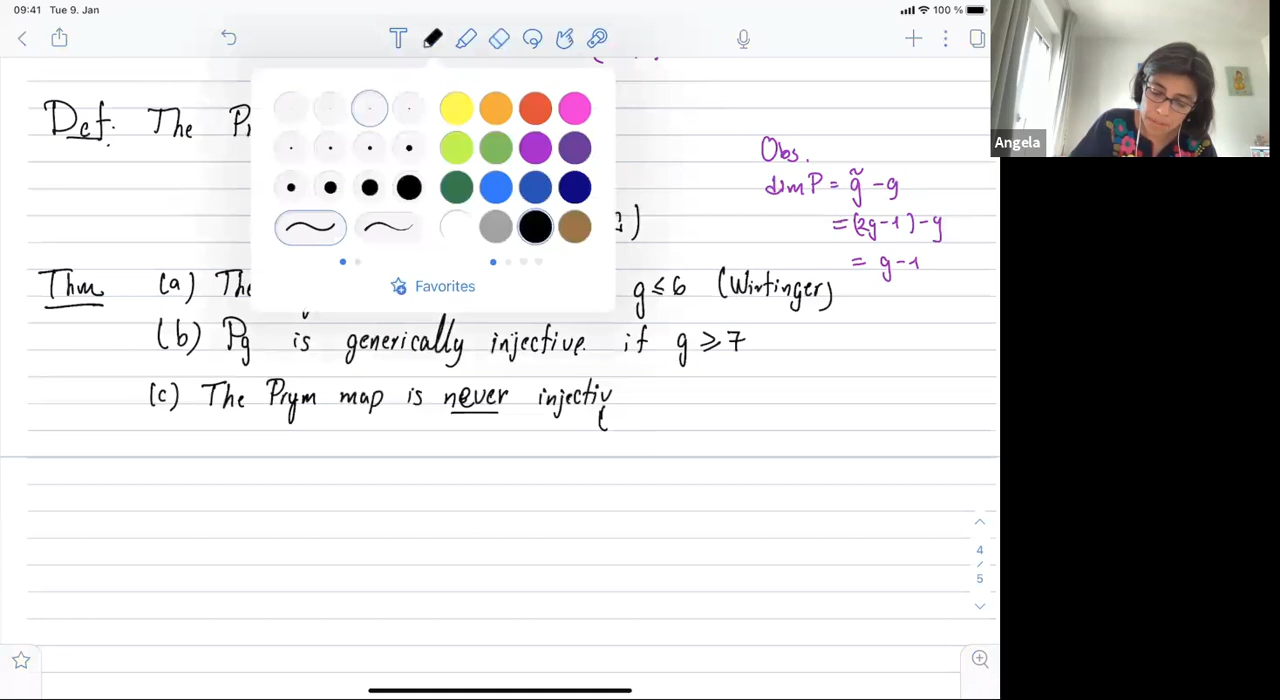 09:41 Tue 9. Jan
100 %
Angela
Def: The
Obs.
dim P = g̃ - g
= (2g-1) - g
= g-1
Favorites
Thm (a) The g ≤ 6 (Wirtinger)
(b) Pg is generically injective if g ≥ 7
(c) The Prym map is never injectiv
4
/
5